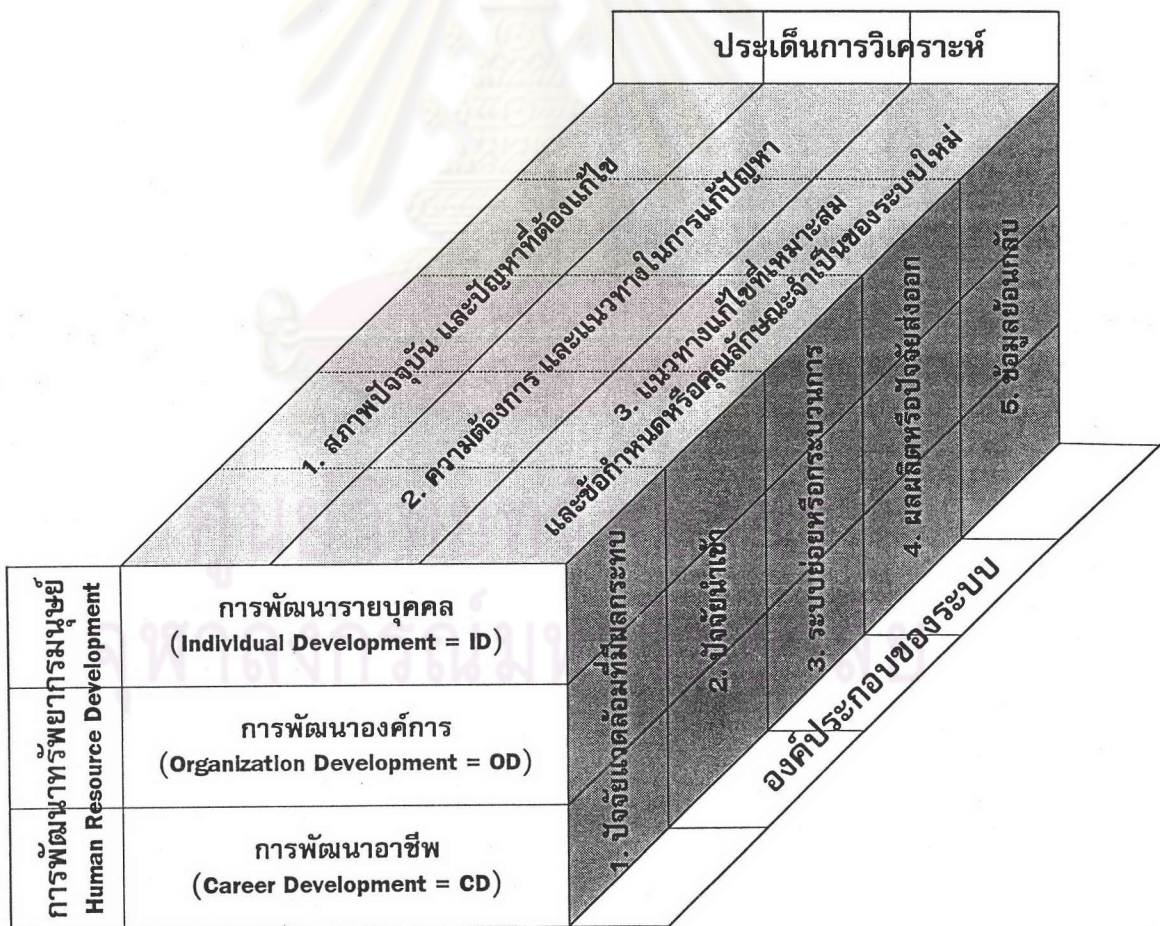 ประเด็นการวิเคราะห์
1. สภาพปัจจุบัน และปัญหาที่ต้องแก้ไข
2. ความต้องการ และแนวทางในการแก้ปัญหา
3. แนวทางแก้ไขที่เหมาะสม
และข้อกำหนดหรือคุณลักษณะจำเป็นของระบบใหม่
การพัฒนาทรัพยากรมนุษย์
Human Resource Development
การพัฒนารายบุคคล
(Individual Development = ID)
การพัฒนาองค์การ
(Organization Development = OD)
การพัฒนาอาชีพ
(Career Development = CD)
1. ปัจจัยแวดล้อมที่มีผลกระทบ
2. ปัจจัยนำเข้า
3. ระบบย่อยหรือกระบวนการ
4. ผลผลิตหรือปัจจัยส่งออก
5. ข้อมูลย้อนกลับ
องค์ประกอบของระบบ